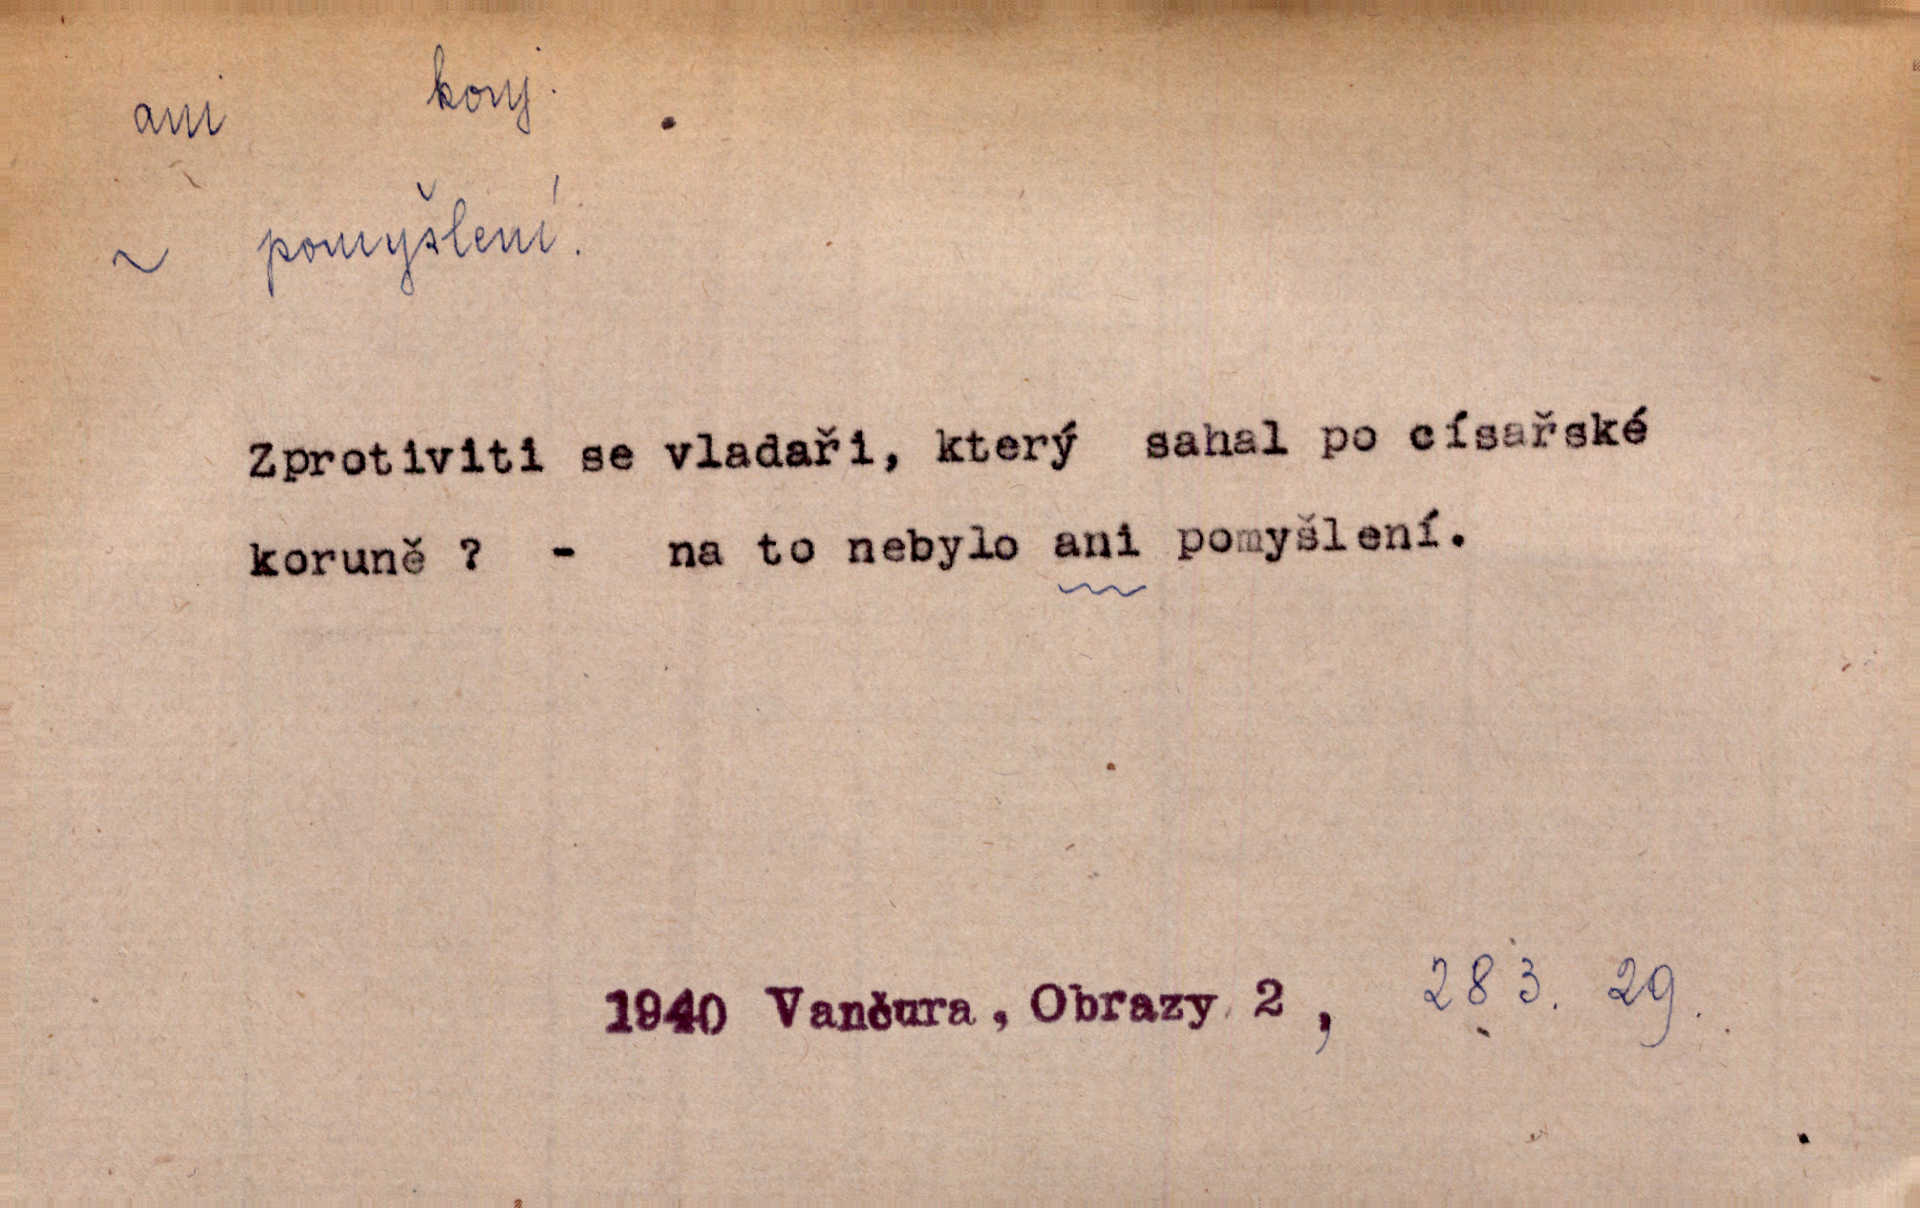 ani konj.
~ pomyšlení.
Zprotiviti se vladaři, který sahal po císařské
koruně ? - na to nebylo ani pomyšlení.
1940 Vančura, Obrazy 2, 283. 29.